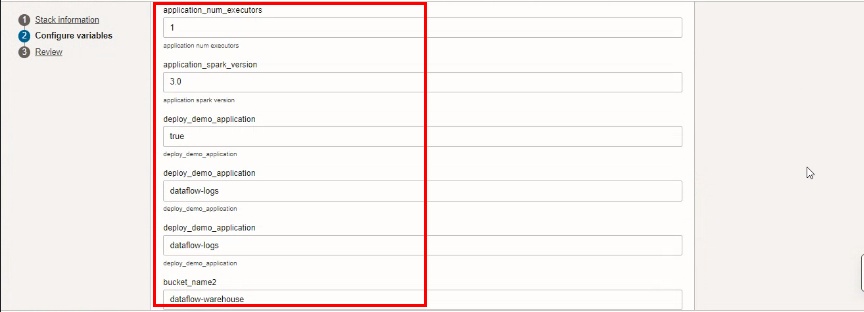 1 Stack information
2 Configure variables
3 Review
application_num_executors
1
application num executors
application_spark_version
3.0
application spark version
deploy_demo_application
true
deploy_demo_application
deploy_demo_application
dataflow-logs
deploy_demo_application
deploy_demo_application
dataflow-logs
deploy_demo_application
bucket_name2
dataflow-warehouse